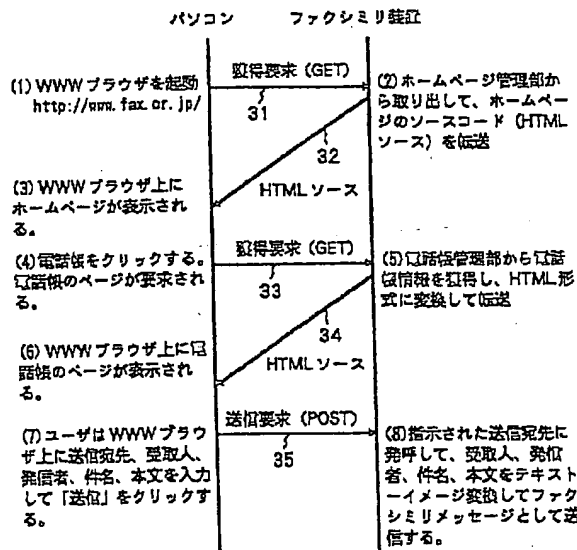 パソコン
ファクシミリ装置
(1) WWWブラウザを起動
http://www.fax.or.jp/
獲得要求 (GET)
31
(2) ホームページ管理部
から取り出して、ホームペ
ージのソースコード (HTML
ソース) を転送
32
HTMLソース
(3) WWWブラウザ上に
ホームページが表示され
る。
(4) 電話帳をクリックする。
電話帳のページが要求さ
れる。
獲得要求 (GET)
33
(5) 電話帳管理部から電話
帳情報を獲得し、HTML形
式に変換して転送
34
HTMLソース
(6) WWWブラウザ上に電
話帳のページが表示され
る。
(7) ユーザはWWWブラウ
ザ上に送信宛先、受取人、
発信者、件名、本文を入力
して「送信」をクリックす
る。
送信要求 (POST)
35
(8) 指示された送信宛先に
発呼して、受取人、発信
者、件名、本文をテキスト
ーイメージ変換してファク
シミリメッセージとして送
信する。